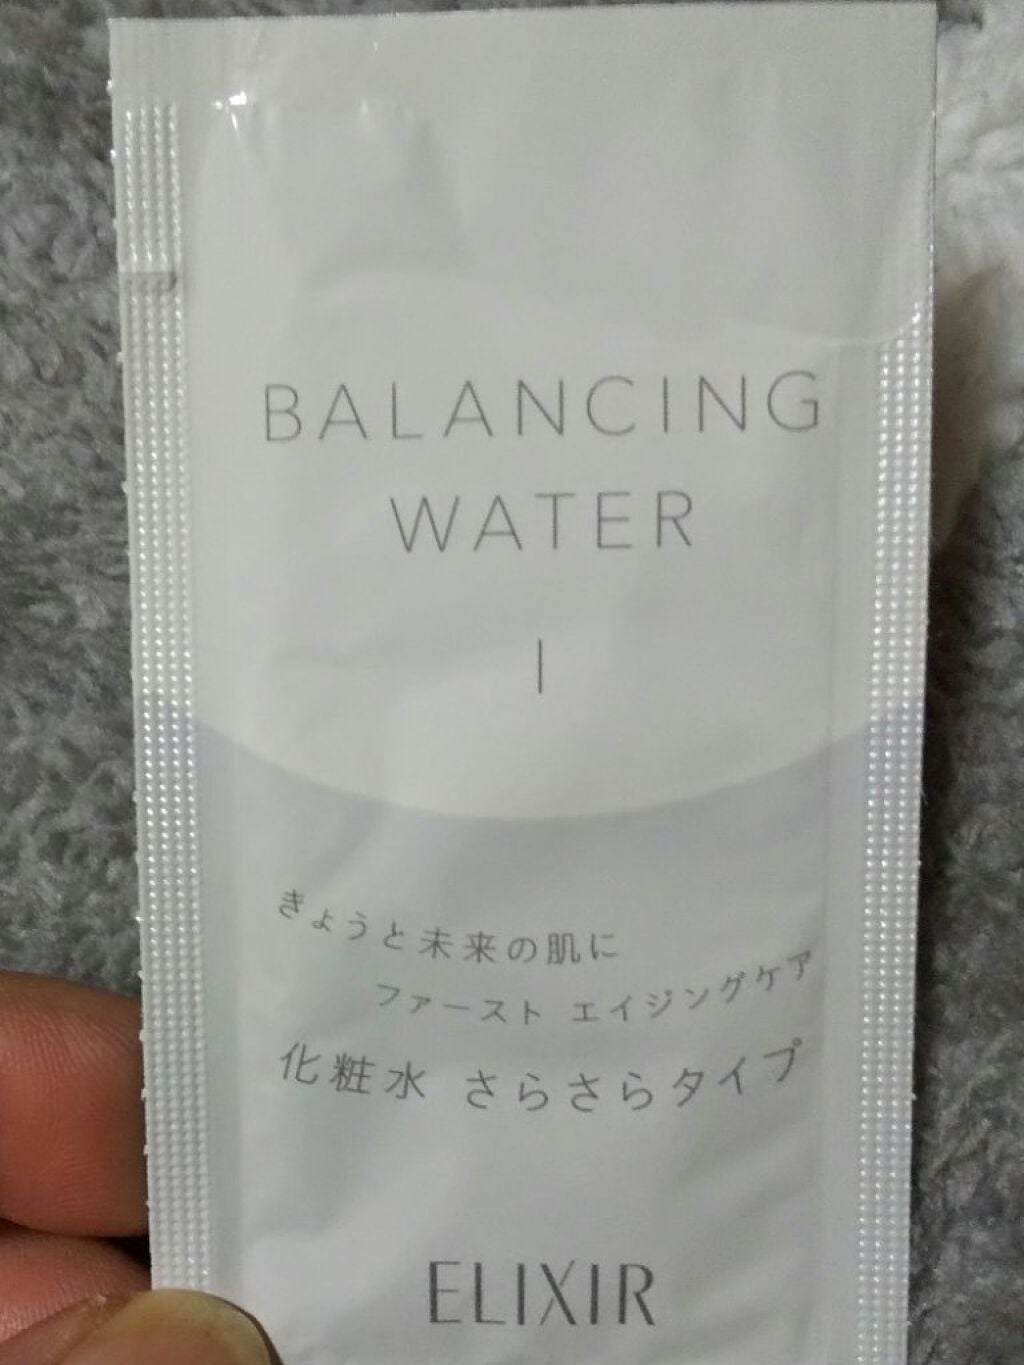 BALANCING
WATER
I
きょうと未来の肌に
ファースト エイジングケア
化粧水 さらさらタイプ
ELIXIR